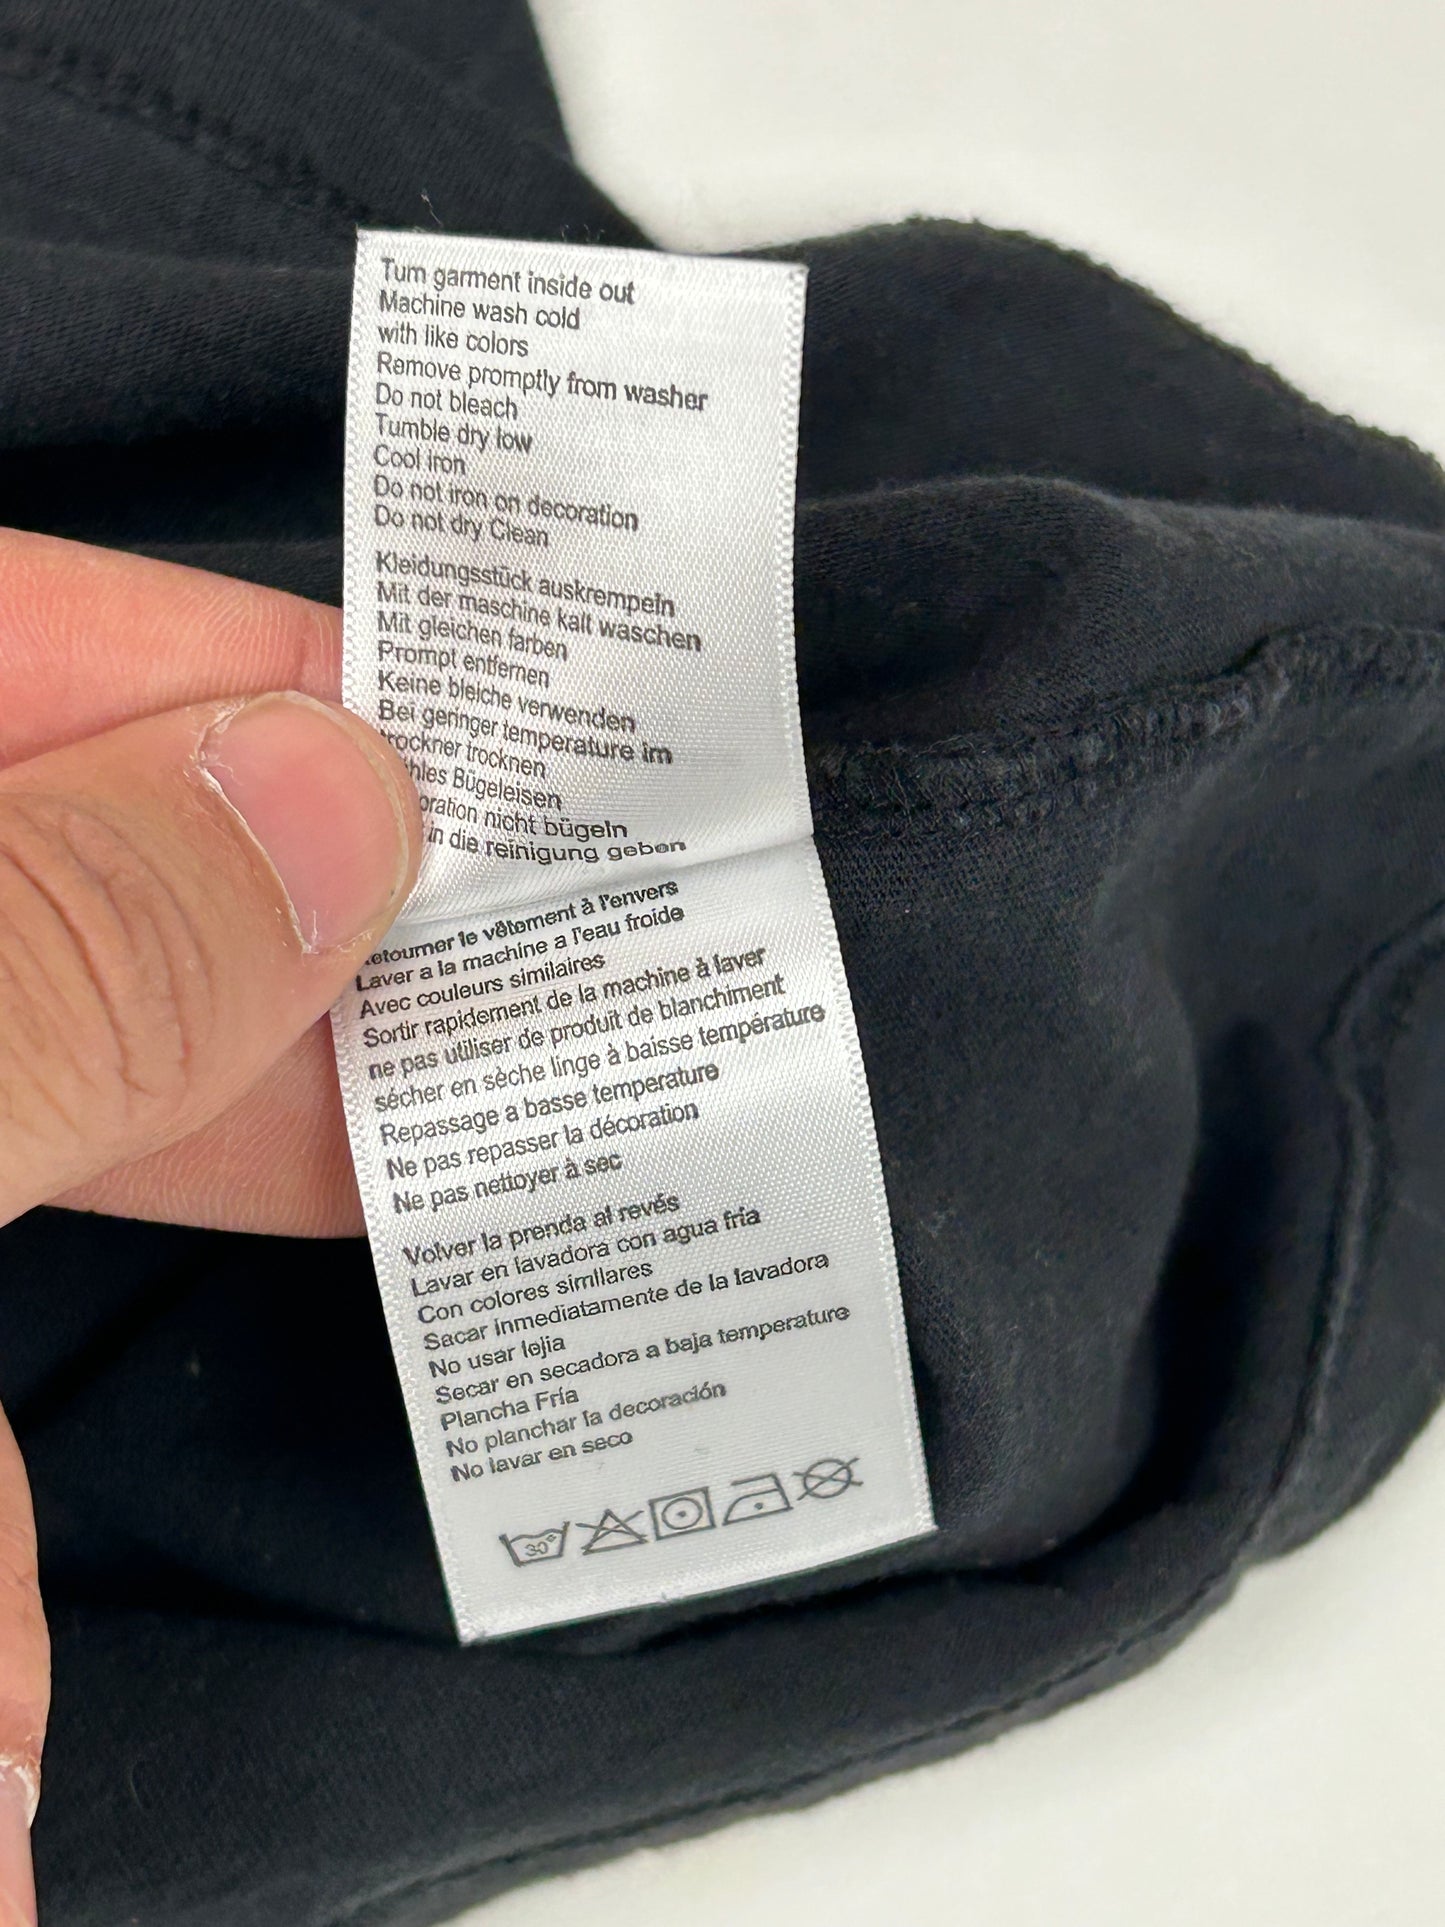 Turn garment inside out
Machine wash cold
with like colors
Remove promptly from washer
Do not bleach
Tumble dry low
Cool iron
Do not iron on decoration
Do not dry Clean
Kleidungsstück auskrempeln
Mit der maschine kalt waschen
Mit gleichen farben
Prompt entfernen
Keine bleiche verwenden
Bei geringer temperature im
trockner trocknen
Bügeleisen
nicht bügeln
in die reinigung geben
le vêtement à l'envers
Laver a la machine a l'eau froide
Avec couleurs similaires
Sortir rapidement de la machine à laver
ne pas utiliser de produit de blanchiment
sécher en sèche linge à baisse température
Repassage a basse temperature
Ne pas repasser la décoration
Ne pas nettoyer à sec
Volver la prenda al revés
Lavar en lavadora con agua fría
Con colores similares
Sacar inmediatamente de la lavadora
No usar lejia
Secar en secadora a baja temperature
Plancha Fría
No planchar la decoración
No lavar en seco
30°